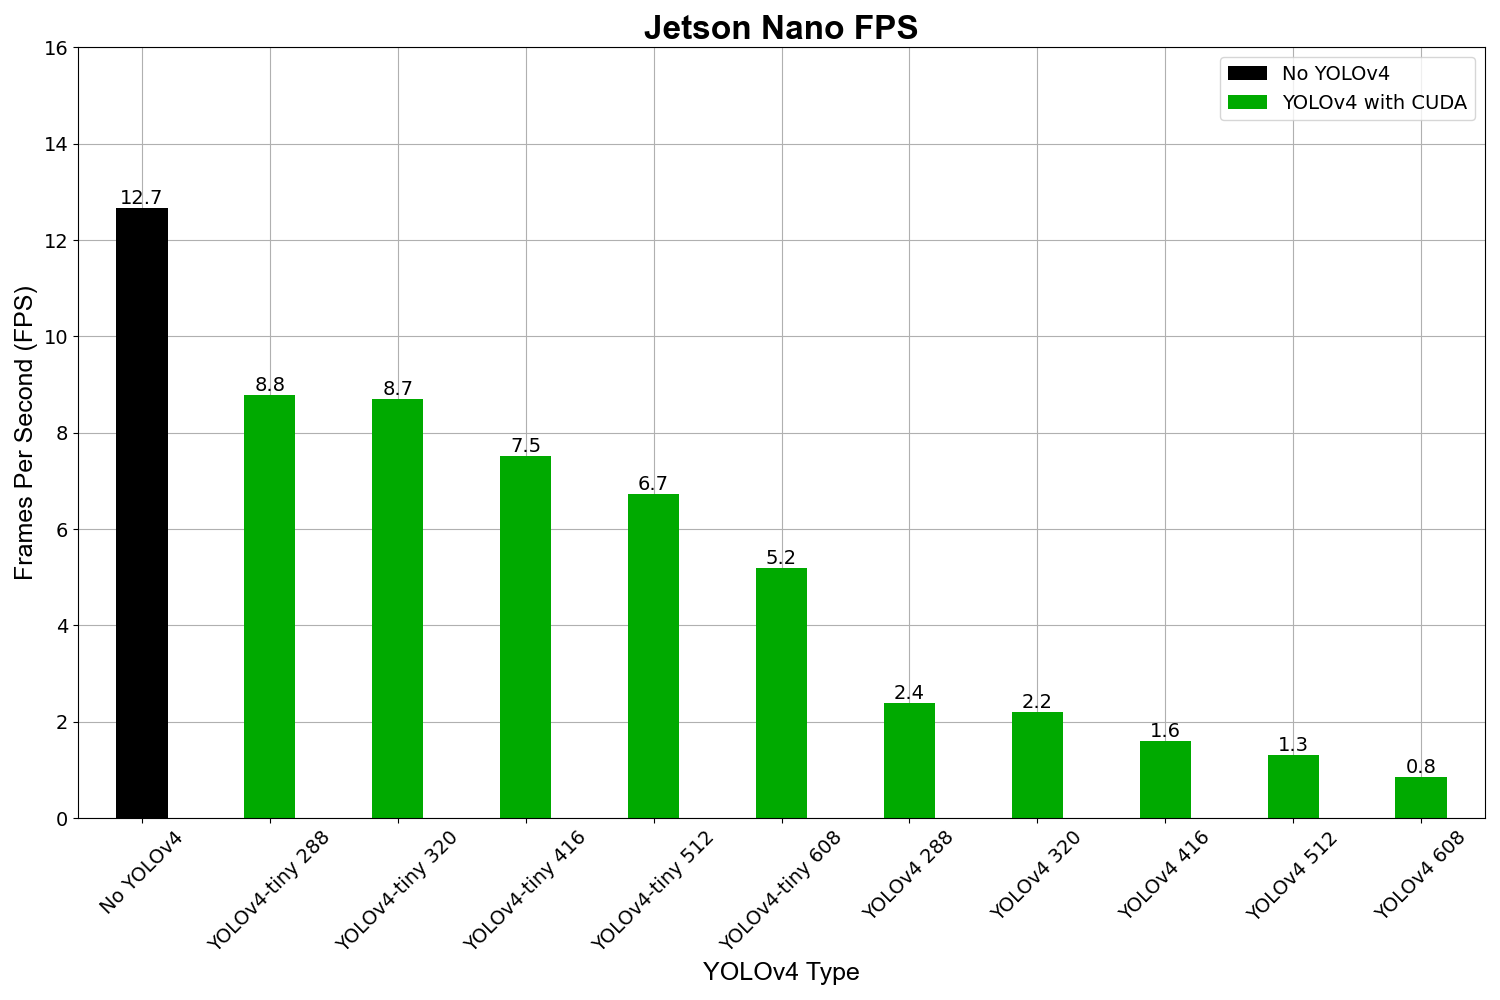 Jetson Nano FPS
No YOLOv4
YOLOv4 with CUDA
Frames Per Second (FPS)
16
14
12
10
8
6
4
2
0
12.7
8.8
8.7
7.5
6.7
5.2
2.4
2.2
1.6
1.3
0.8
No YOLOv4
YOLOv4-tiny 288
YOLOv4-tiny 320
YOLOv4-tiny 416
YOLOv4-tiny 512
YOLOv4-tiny 608
YOLOv4 288
YOLOv4 320
YOLOv4 416
YOLOv4 512
YOLOv4 608
YOLOv4 Type